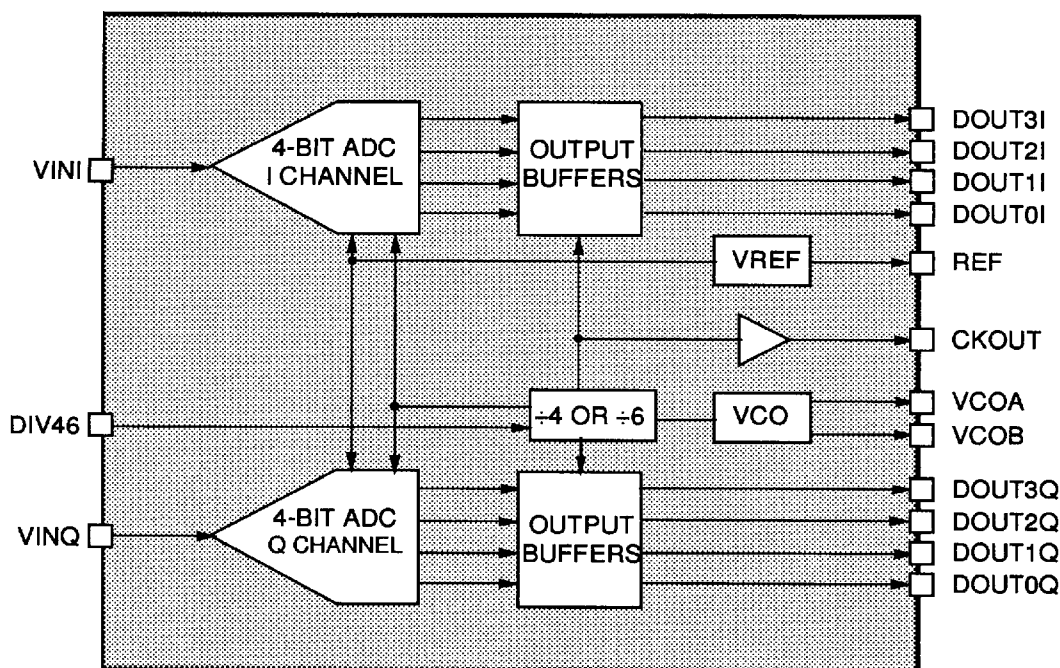 4-BIT ADC
I CHANNEL
OUTPUT
BUFFERS
DOUT3I
DOUT2I
DOUT1I
DOUT0I
VINI
VREF
REF
CKOUT
DIV46
÷4 OR ÷6
VCO
VCOA
VCOB
4-BIT ADC
Q CHANNEL
OUTPUT
BUFFERS
DOUT3Q
DOUT2Q
DOUT1Q
DOUT0Q
VINQ